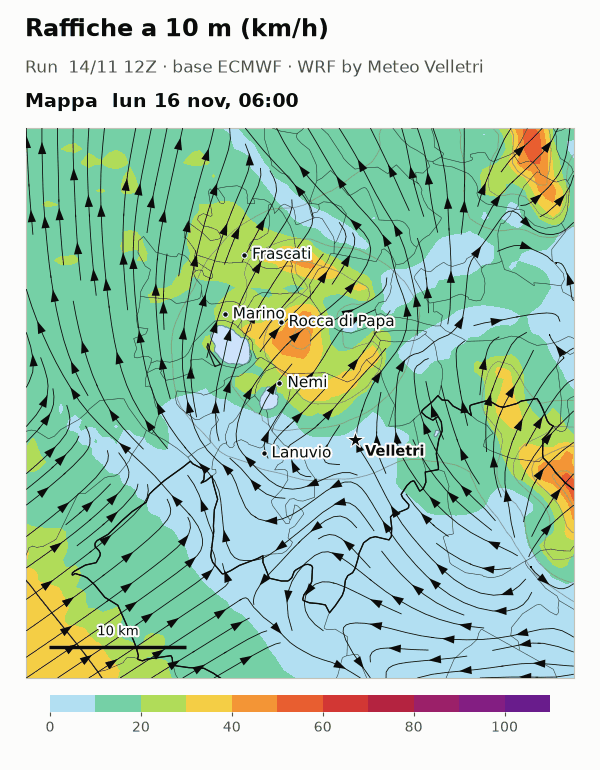 Raffiche a 10 m (km/h)
Run  14/11 12Z · base ECMWF · WRF by Meteo Velletri
Mappa  lun 16 nov, 06:00
Frascati
Marino
Rocca di Papa
Nemi
Velletri
Lanuvio
10 km
0 20 40 60 80 100